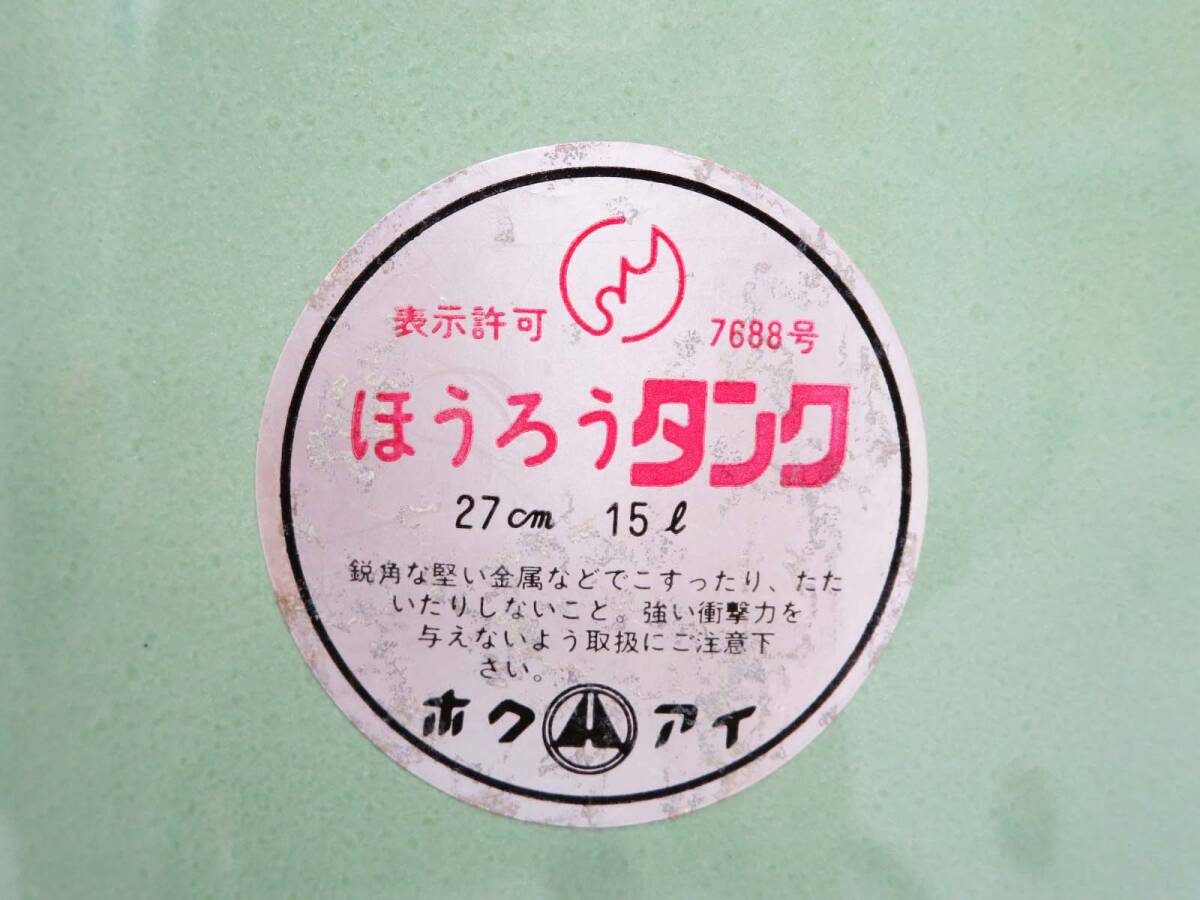 表示許可 7688号
ほうろうタンク
27cm 15ℓ
鋭角な堅い金属などでこすったり、たた
いたりしないこと。強い衝撃力を
与えないよう取扱にご注意下
さい。
ホクアイ